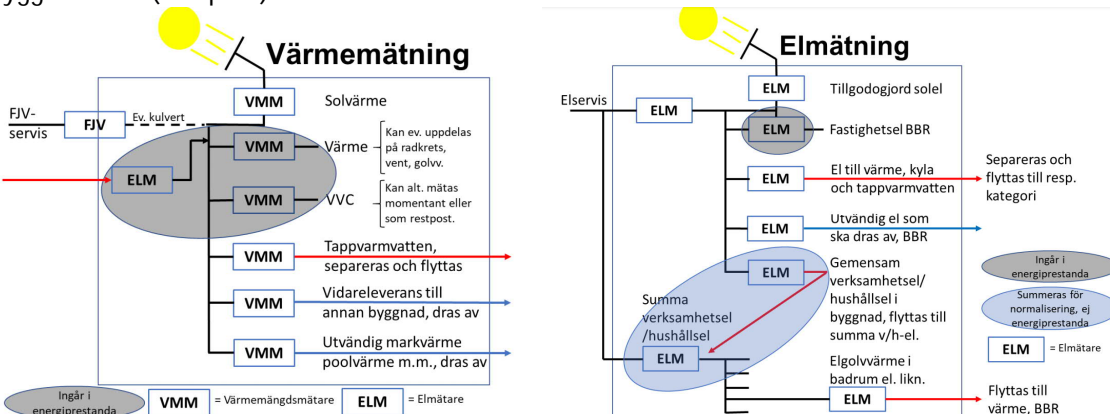 Värmemätning
VMM
Solvärme
FJV-
servis
FJV
Ev. kulvert
VMM
Värme
Kan ev. uppdelas
på radkrets,
vent, golvv.
ELM
VMM
VVC
Kan alt. mätas
momentant eller
som restpost.
VMM
Tappvarmvatten,
separeras och flyttas
VMM
Vidareleverans till
annan byggnad, dras av
VMM
Utvändig markvärme
poolvärme m.m., dras av
Ingår i
energiprestanda
VMM
= Värmemängdsmätare
ELM
= Elmätare
Elmätning
ELM
Tillgodogjord solel
Elservis
ELM
ELM
Fastighetsel BBR
ELM
El till värme, kyla
och tappvarmvatten
Separeras och
flyttas till resp.
kategori
ELM
Utvändig el som
ska dras av, BBR
ELM
Gemensam
verksamhetsel/
hushållsel i
byggnad, flyttas till
summa v/h-el.
Summa
verksamhetsel
/hushållsel
ELM
Ingår i
energiprestanda
Summeras för
normalisering, ej
energiprestanda
ELM
= Elmätare
Elgolvvärme i
badrum el. likn.
ELM
Flyttas till
värme, BBR